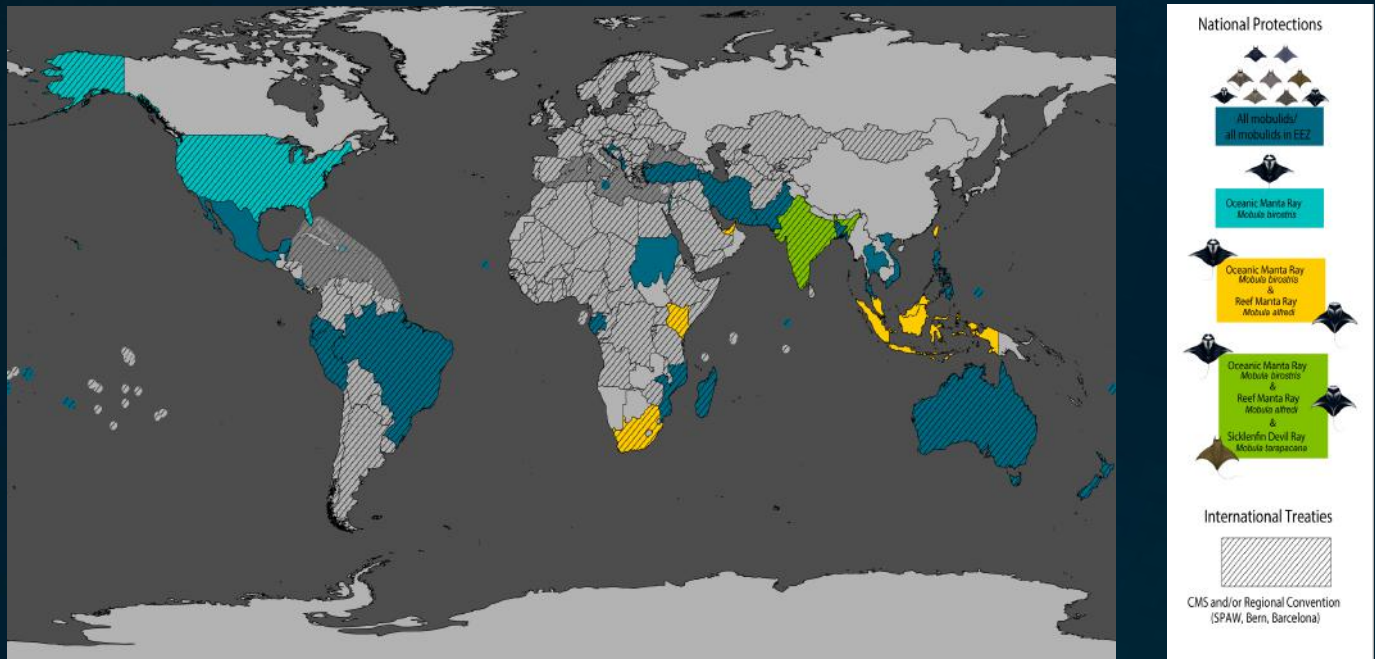 National Protections
All mobulids/
all mobulids in EEZ
Oceanic Manta Ray
Mobula birostris
Oceanic Manta Ray
Mobula birostris
&
Reef Manta Ray
Mobula alfredi
Oceanic Manta Ray
Mobula birostris
&
Reef Manta Ray
Mobula alfredi
&
Sicklenfin Devil Ray
Mobula tarapacana
International Treaties
CMS and/or Regional Convention
(SPAW, Bern, Barcelona)